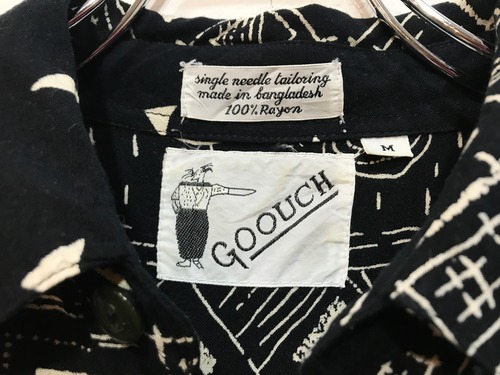 single needle tailoring
made in bangladesh
100% Rayon
M
GOOUCH